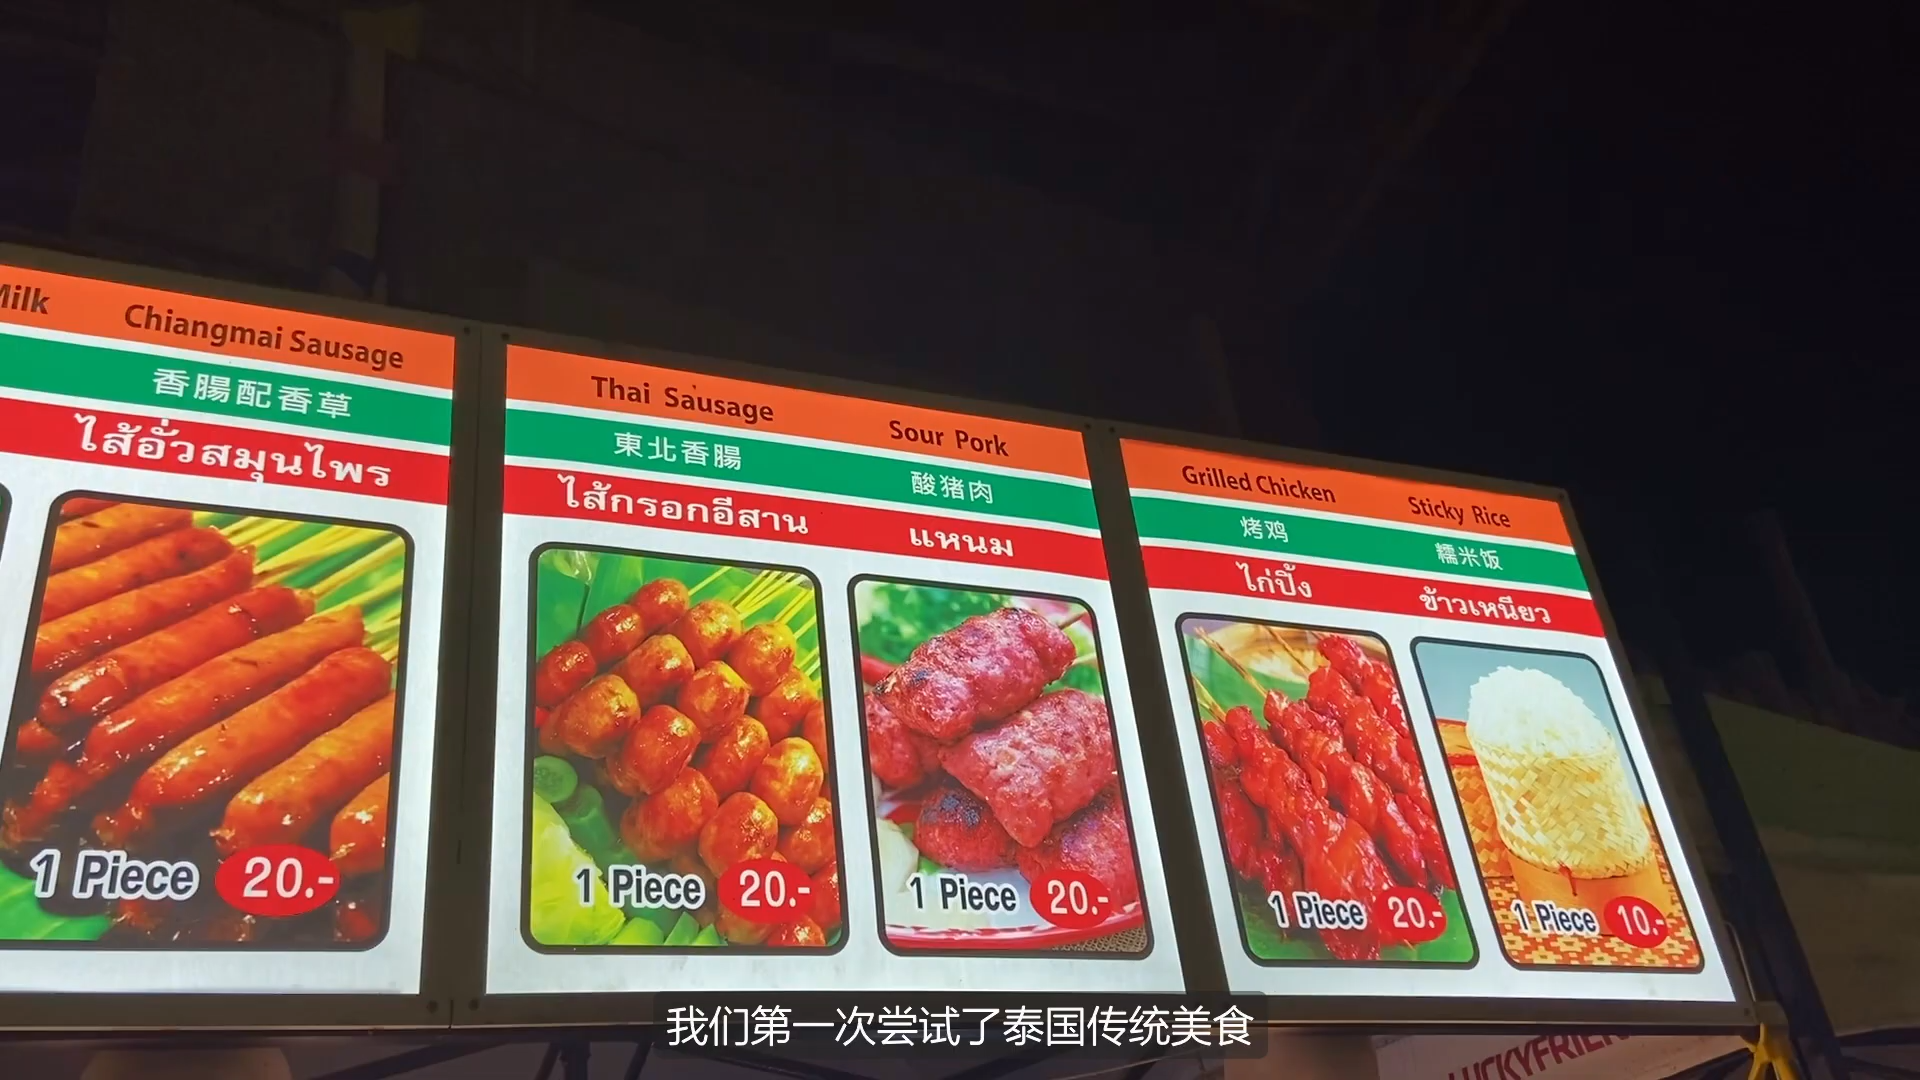 Milk
Chiangmai Sausage
香腸配香草
ไส้อั่วสมุนไพร
1 Piece 20.-
Thai Sausage
東北香腸
ไส้กรอกอีสาน
1 Piece 20.-
Sour Pork
酸猪肉
แหนม
1 Piece 20.-
Grilled Chicken
烤鸡
ไก่ปิ้ง
1 Piece 20.-
Sticky Rice
糯米饭
ข้าวเหนียว
1 Piece 10.-
我们第一次尝试了泰国传统美食